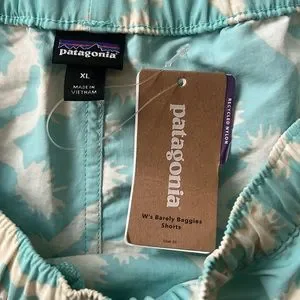 patagonia
XL
MADE IN
VIETNAM
patagonia
W's Barely Baggies
Shorts
RECYCLED NYLON